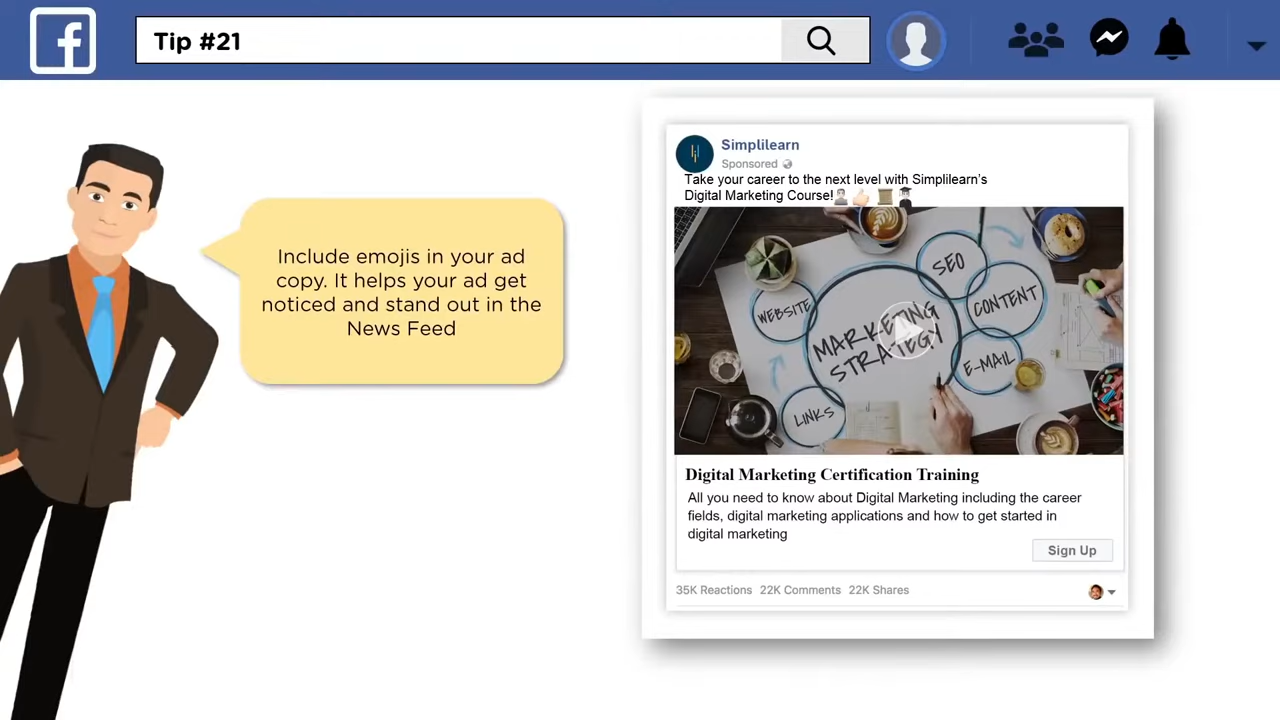 Tip #21
Include emojis in your ad
copy. It helps your ad get
noticed and stand out in the
News Feed
Simplilearn
Sponsored
Take your career to the next level with Simplilearn's
Digital Marketing Course!
SEO
WEBSITE
CONTENT
MARKETING
STRATEGY
E-MAIL
LINKS
Digital Marketing Certification Training
All you need to know about Digital Marketing including the career
fields, digital marketing applications and how to get started in
digital marketing
Sign Up
35K Reactions 22K Comments 22K Shares